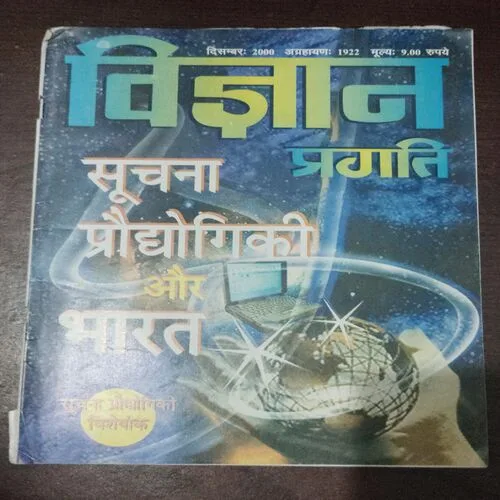 दिसम्बर: 2000 अग्रहायण: 1922 मूल्य: 9.00 रुपये
विज्ञान
प्रगति
सूचना
प्रौद्योगिकी
और
भारत
सूचना प्रौद्योगिकी
विशेषांक